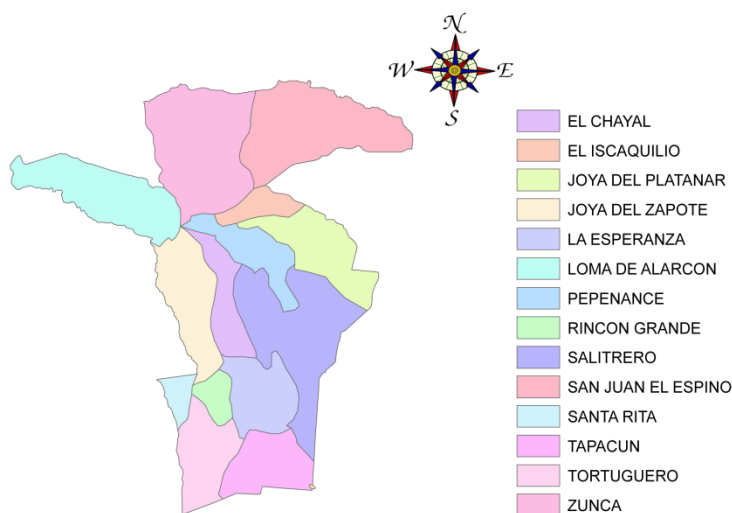 N
W E
S
EL CHAYAL
EL ISCAQUILIO
JOYA DEL PLATANAR
JOYA DEL ZAPOTE
LA ESPERANZA
LOMA DE ALARCON
PEPENANCE
RINCON GRANDE
SALITRERO
SAN JUAN EL ESPINO
SANTA RITA
TAPACUN
TORTUGUERO
ZUNCA